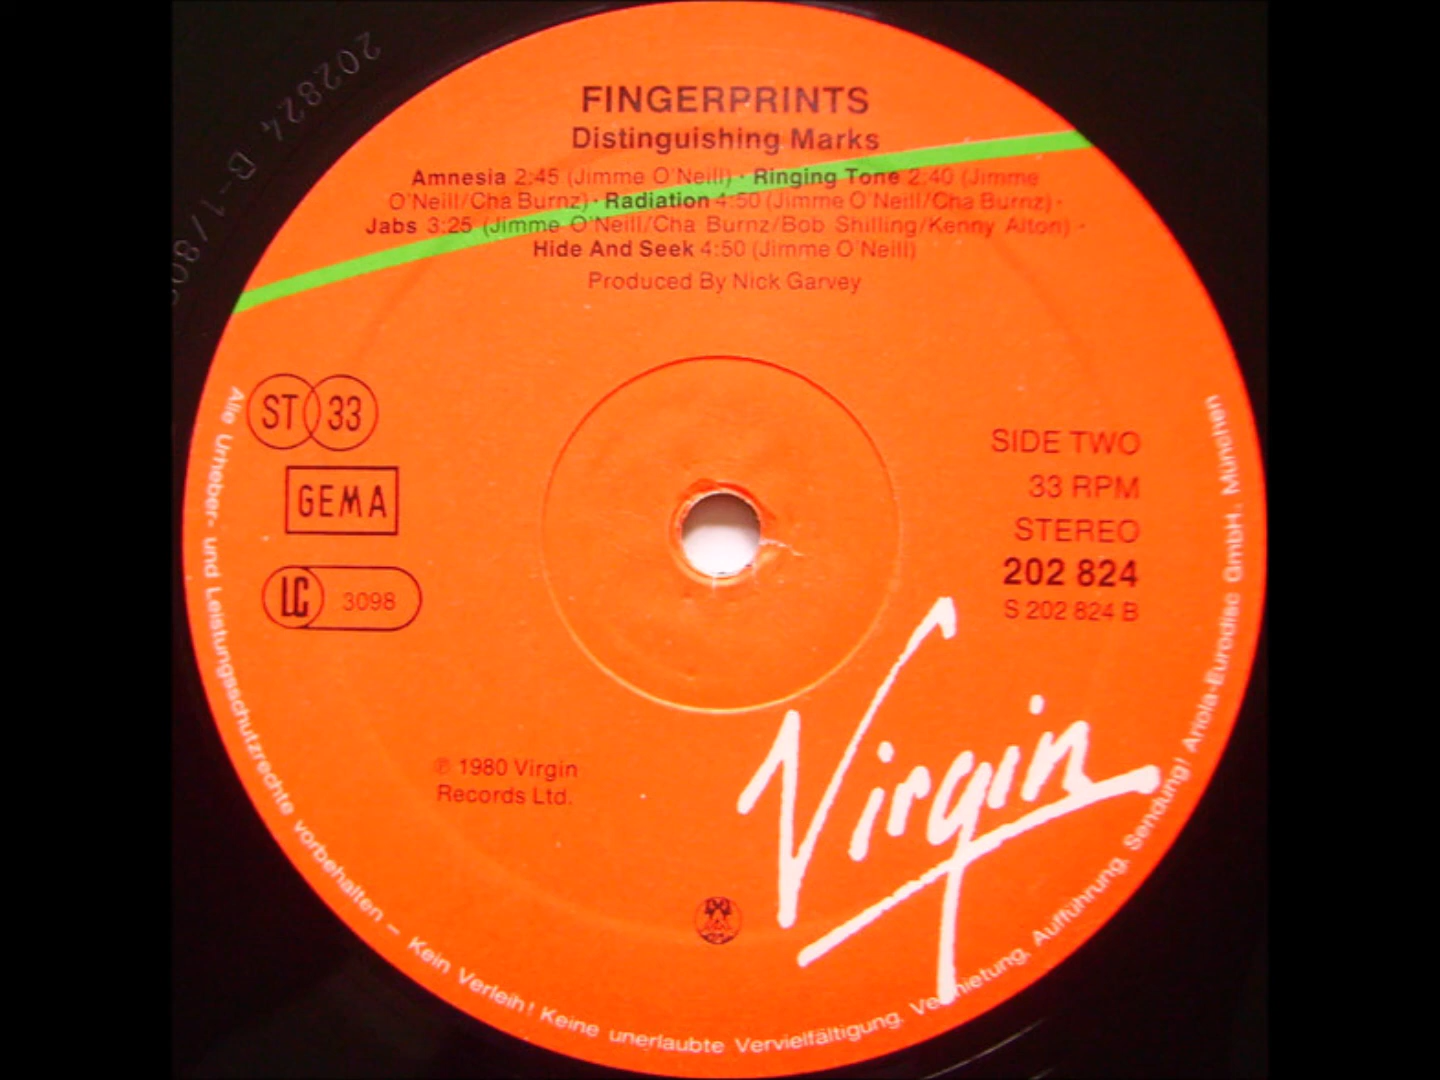 FINGERPRINTS
Distinguishing Marks
Amnesia 2:45 (Jimme O'Neill) · Ringing Tone 2:40 (Jimme
O'Neill/Cha Burnz) · Radiation 4:50 (Jimme O'Neill/Cha Burnz) ·
Jabs 3:25 (Jimme O'Neill/Cha Burnz/Bob Shilling/Kenny Alton) ·
Hide And Seek 4:50 (Jimme O'Neill)
Produced By Nick Garvey
ST 33
GEMA
LC 3098
SIDE TWO
33 RPM
STEREO
202 824
S 202 824 B
℗ 1980 Virgin
Records Ltd.
Virgin
Alle Urheber- und Leistungsschutzrechte vorbehalten – Kein Verleih! Keine unerlaubte Vervielfältigung, Vermietung, Aufführung, Sendung! Ariola-Eurodisc GmbH, München
202824 B-1/80